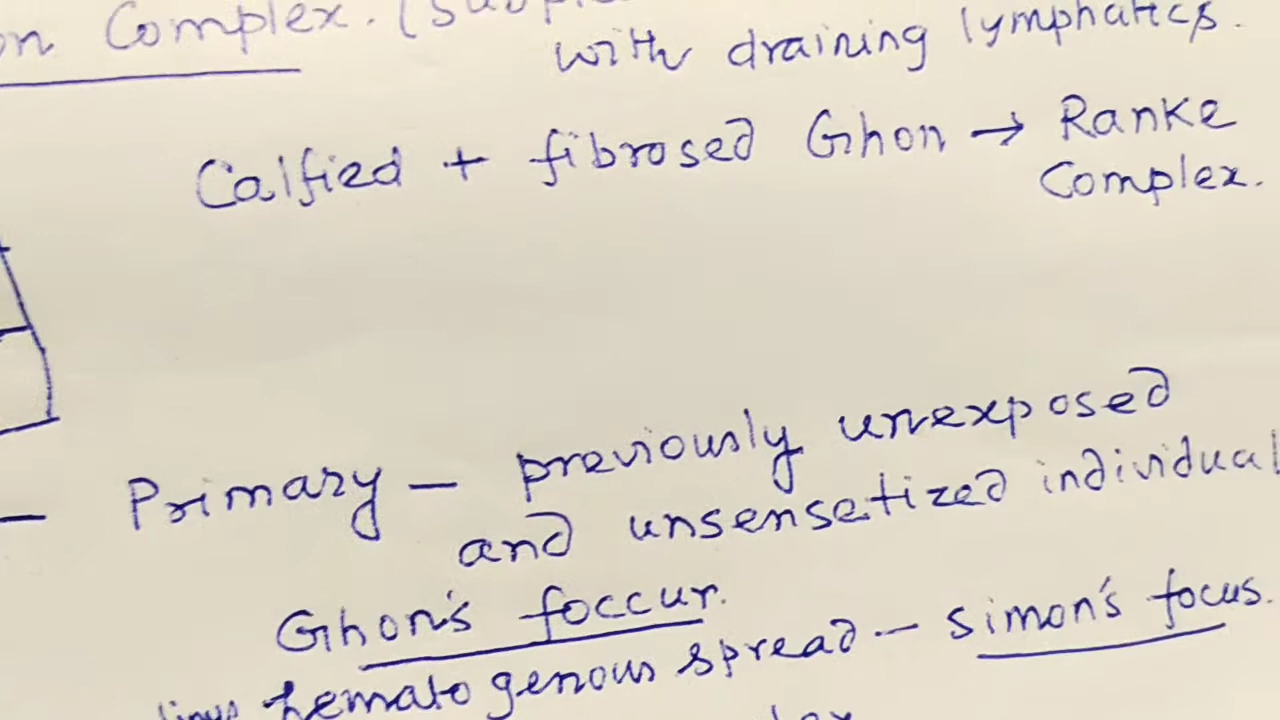 on Complex. (Subp
with draining lymphatics.
Calfied + fibrosed Ghon → Ranke
Complex.
– Primary – previously unexposed
and unsensetized individual
Ghon's foccur.
hematogenous spread – Simon's focus.